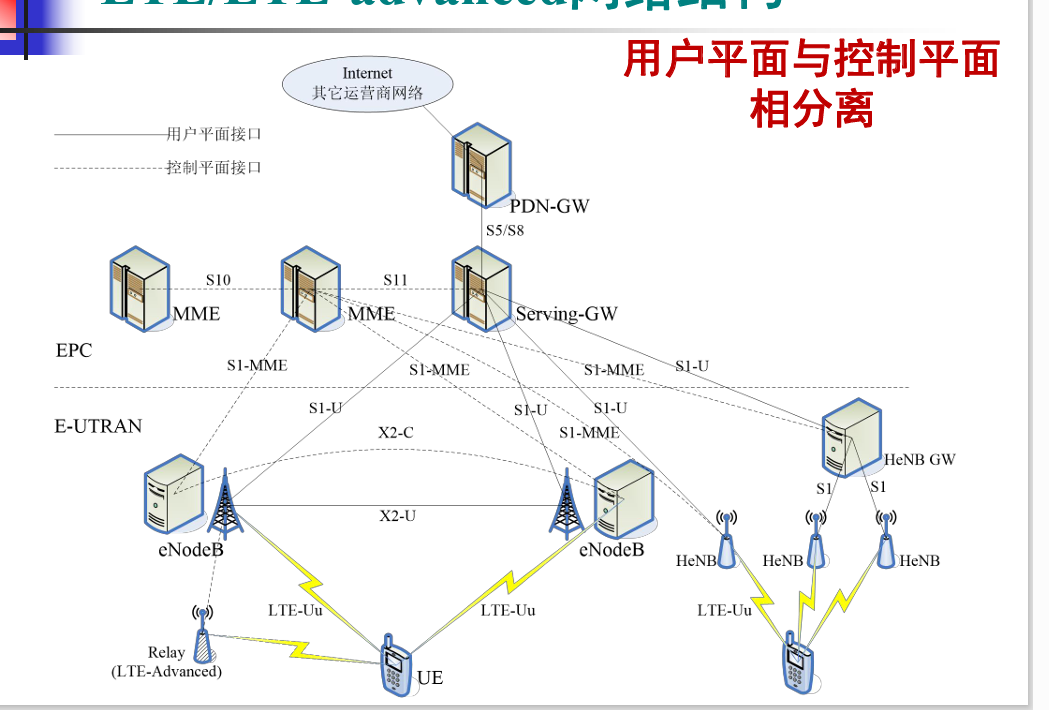 LTE/LTE-advanced网络结构
用户平面与控制平面
相分离
Internet
其它运营商网络
用户平面接口
控制平面接口
PDN-GW
S5/S8
S10
S11
MME
MME
Serving-GW
EPC
S1-MME
S1-MME
S1-MME
S1-U
S1-U
S1-U
S1-U
E-UTRAN
X2-C
S1-MME
HeNB GW
S1
S1
X2-U
eNodeB
eNodeB
HeNB
HeNB
HeNB
LTE-Uu
LTE-Uu
LTE-Uu
Relay
(LTE-Advanced)
UE